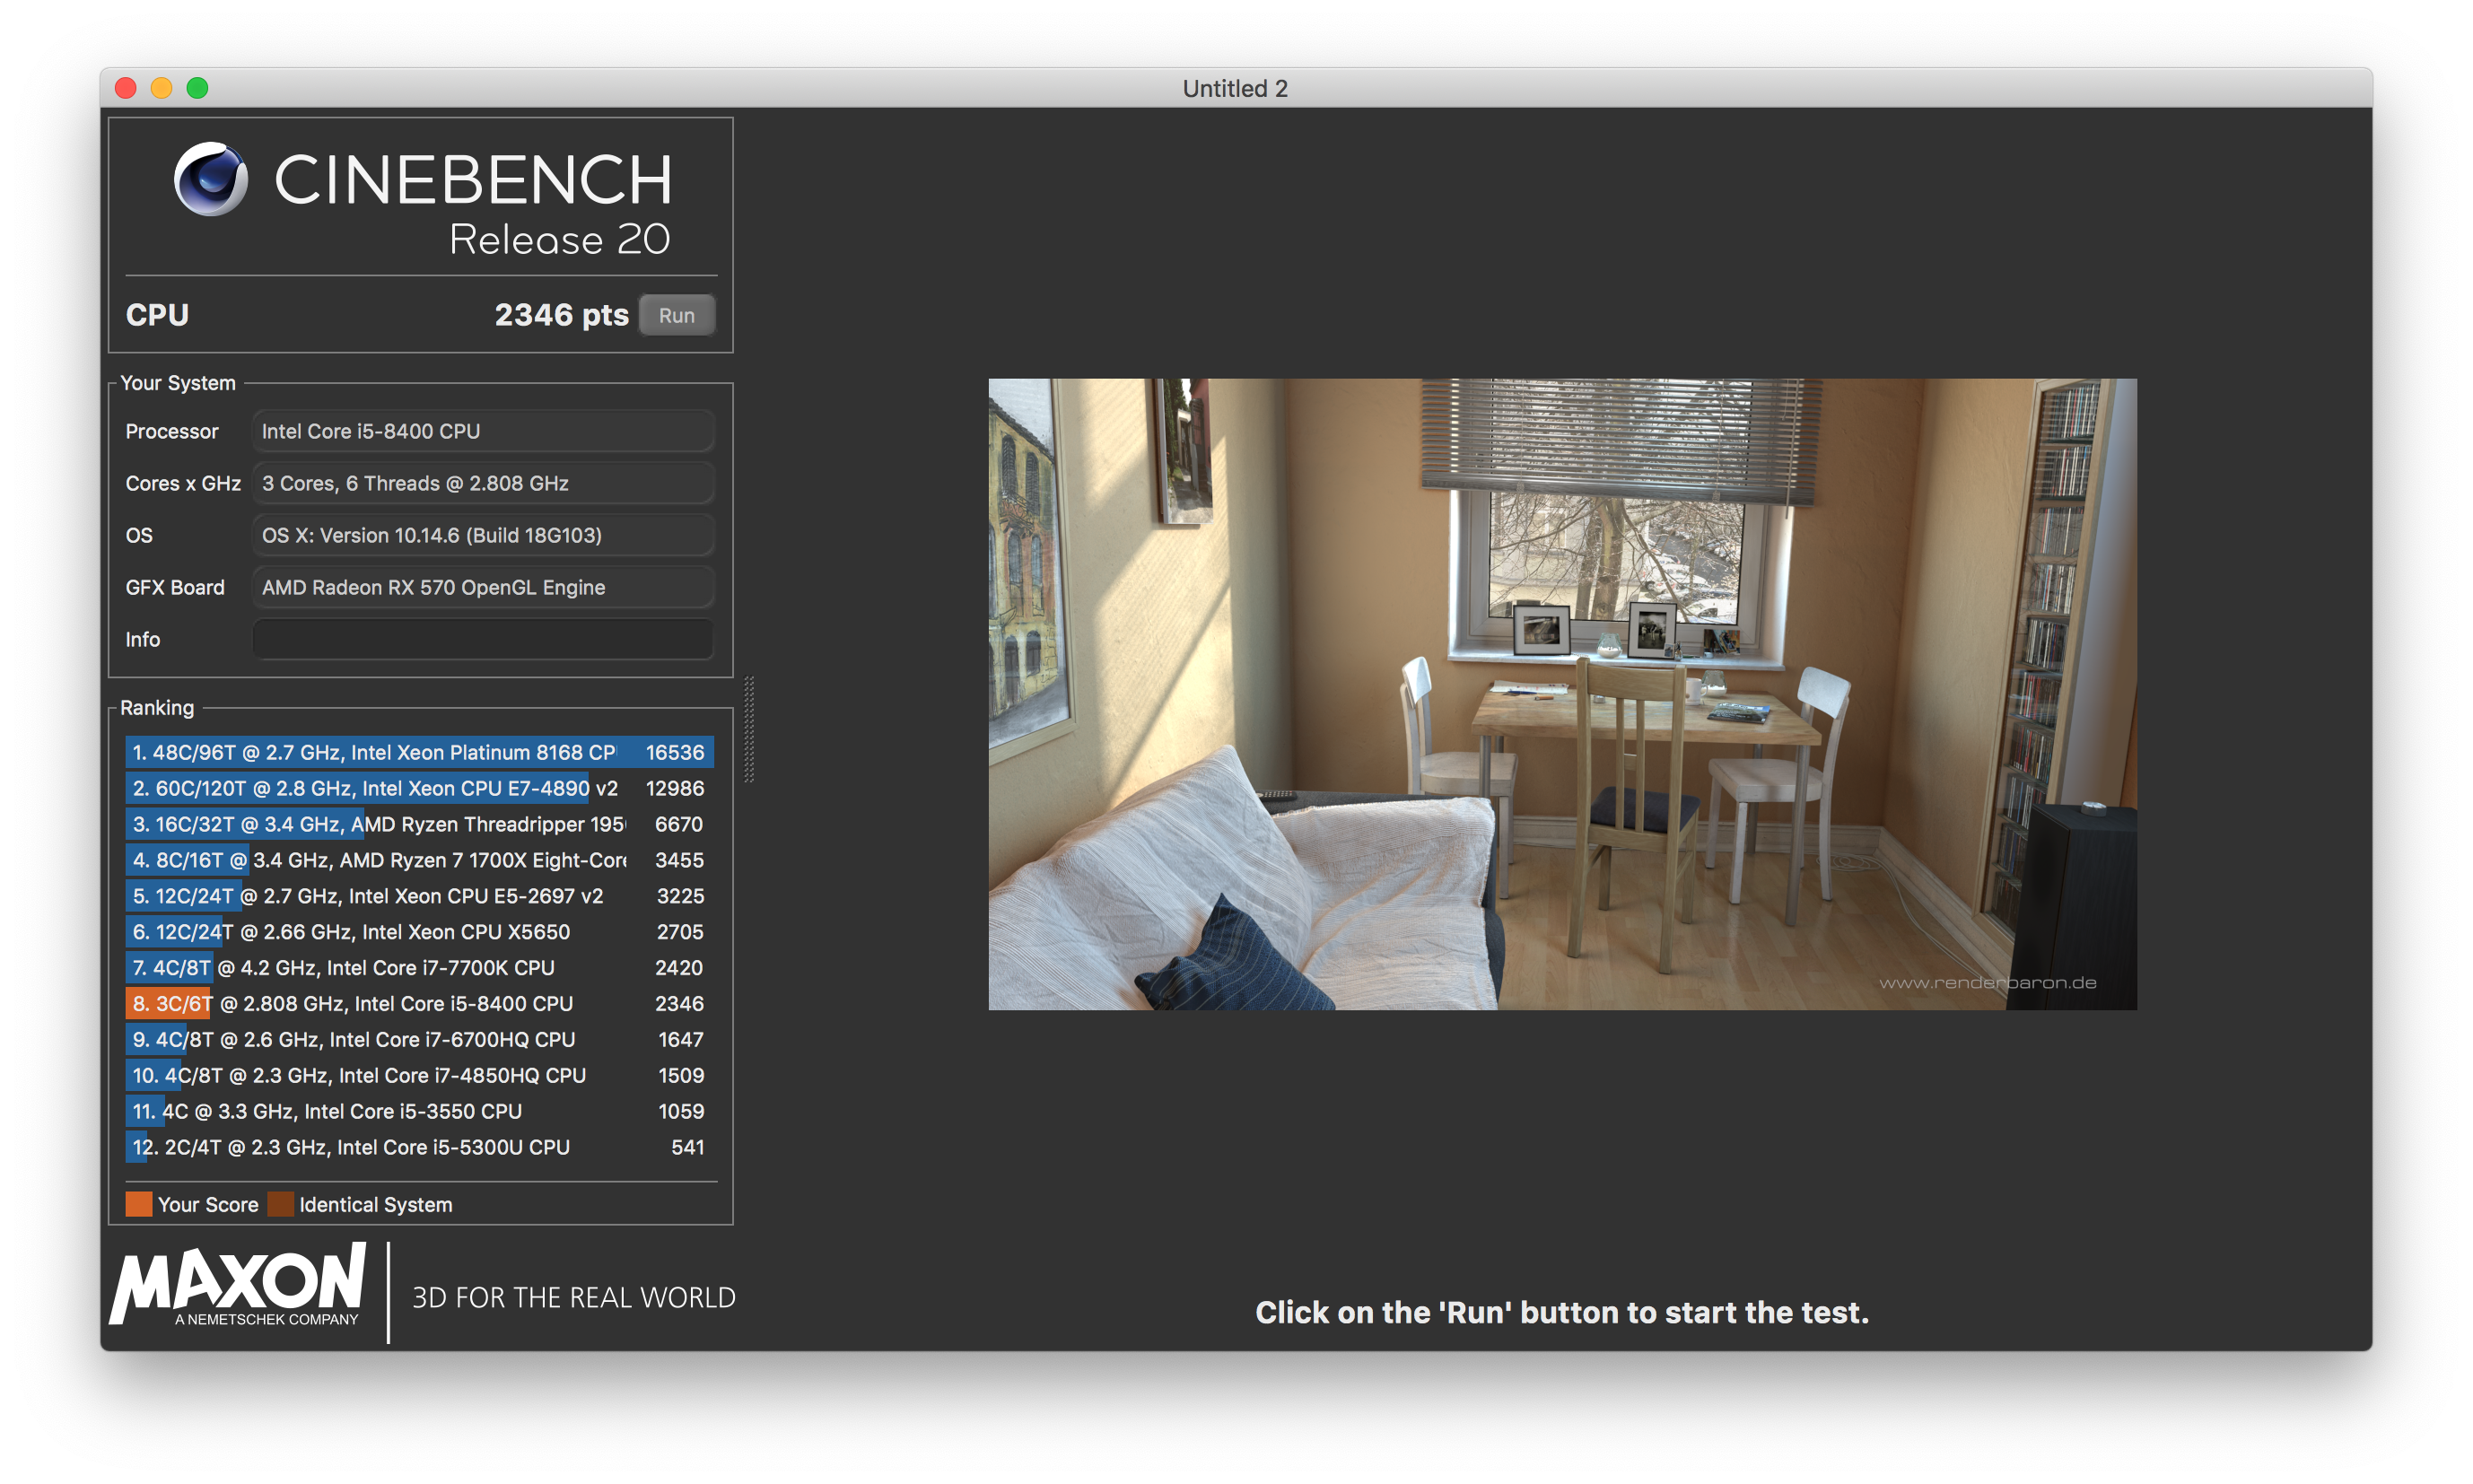 Untitled 2
CINEBENCH
Release 20
CPU 2346 pts Run
Your System
Processor Intel Core i5-8400 CPU
Cores x GHz 3 Cores, 6 Threads @ 2.808 GHz
OS OS X: Version 10.14.6 (Build 18G103)
GFX Board AMD Radeon RX 570 OpenGL Engine
Info
Ranking
1. 48C/96T @ 2.7 GHz, Intel Xeon Platinum 8168 CP 16536
2. 60C/120T @ 2.8 GHz, Intel Xeon CPU E7-4890 v2 12986
3. 16C/32T @ 3.4 GHz, AMD Ryzen Threadripper 195 6670
4. 8C/16T @ 3.4 GHz, AMD Ryzen 7 1700X Eight-Core 3455
5. 12C/24T @ 2.7 GHz, Intel Xeon CPU E5-2697 v2 3225
6. 12C/24T @ 2.66 GHz, Intel Xeon CPU X5650 2705
7. 4C/8T @ 4.2 GHz, Intel Core i7-7700K CPU 2420
8. 3C/6T @ 2.808 GHz, Intel Core i5-8400 CPU 2346
9. 4C/8T @ 2.6 GHz, Intel Core i7-6700HQ CPU 1647
10. 4C/8T @ 2.3 GHz, Intel Core i7-4850HQ CPU 1509
11. 4C @ 3.3 GHz, Intel Core i5-3550 CPU 1059
12. 2C/4T @ 2.3 GHz, Intel Core i5-5300U CPU 541
Your Score Identical System
MAXON
A NEMETSCHEK COMPANY
3D FOR THE REAL WORLD
www.renderbaron.de
Click on the 'Run' button to start the test.